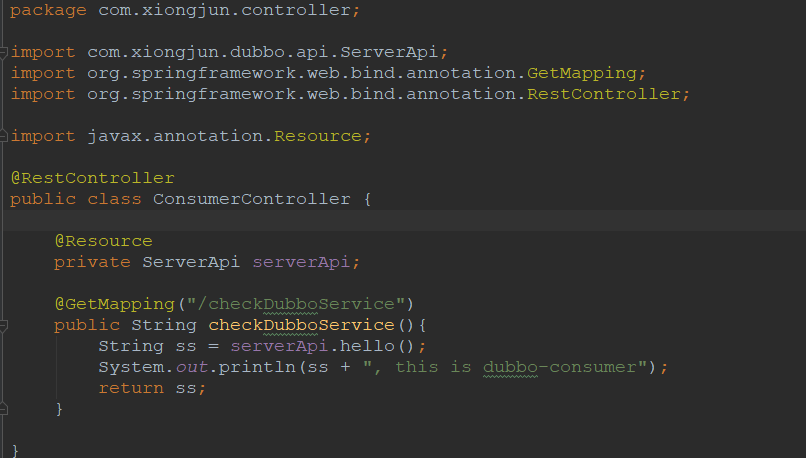 package com.xiongjun.controller;
import com.xiongjun.dubbo.api.ServerApi;
import org.springframework.web.bind.annotation.GetMapping;
import org.springframework.web.bind.annotation.RestController;
import javax.annotation.Resource;
@RestController
public class ConsumerController {
@Resource
private ServerApi serverApi;
@GetMapping("/checkDubboService")
public String checkDubboService(){
String ss = serverApi.hello();
System.out.println(ss + ", this is dubbo-consumer");
return ss;
}
}